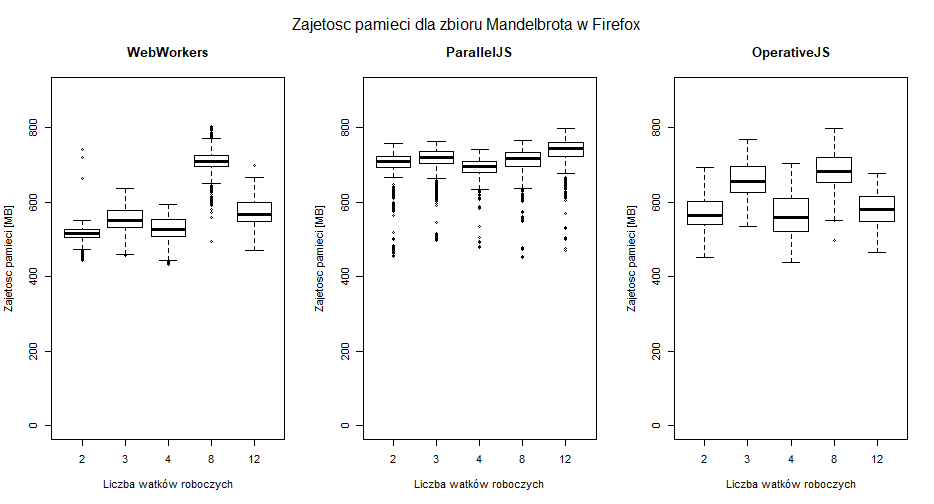 Zajetosc pamieci dla zbioru Mandelbrota w Firefox
WebWorkers
Zajetosc pamieci [MB]
800
600
400
200
0
2 3 4 8 12
Liczba watków roboczych
ParallelJS
Zajetosc pamieci [MB]
800
600
400
200
0
2 3 4 8 12
Liczba watków roboczych
OperativeJS
Zajetosc pamieci [MB]
800
600
400
200
0
2 3 4 8 12
Liczba watków roboczych